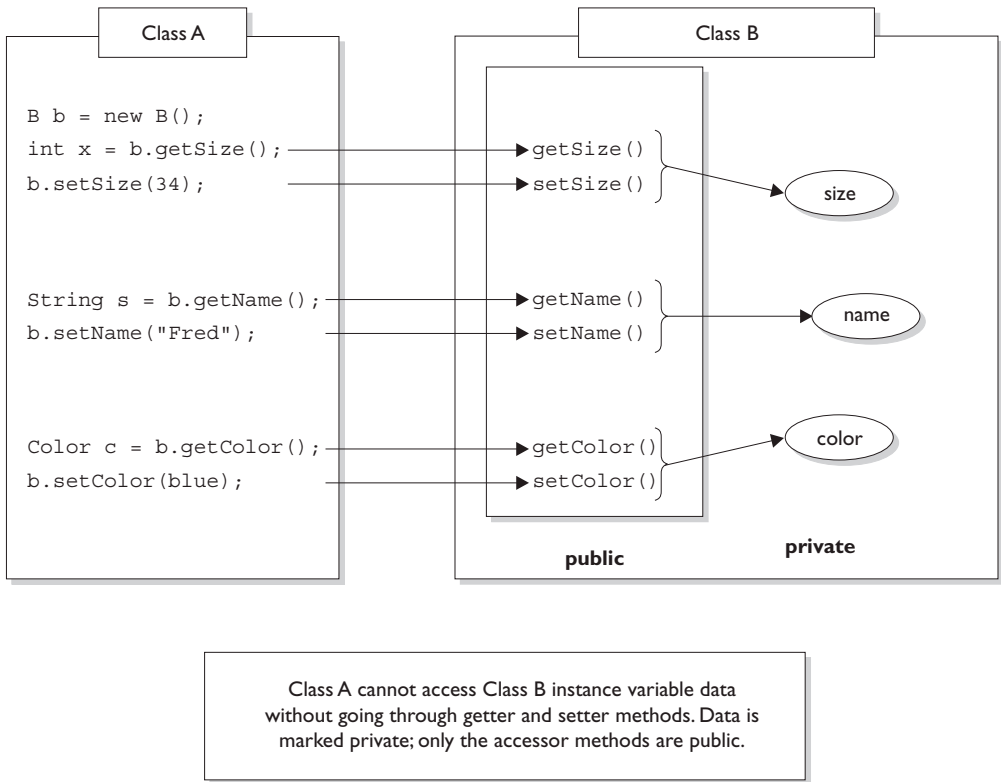 Class A
B b = new B();
int x = b.getSize();
b.setSize(34);
String s = b.getName();
b.setName("Fred");
Color c = b.getColor();
b.setColor(blue);
Class B
getSize()
setSize()
getName()
setName()
getColor()
setColor()
public
size
name
color
private
Class A cannot access Class B instance variable data
without going through getter and setter methods. Data is
marked private; only the accessor methods are public.